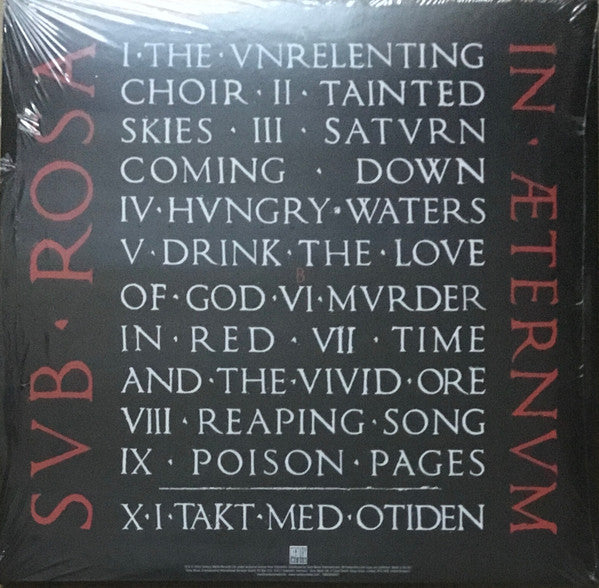 SVB · ROSA
I · THE · VNRELENTING
CHOIR · II · TAINTED
SKIES · III · SATVRN
COMING · DOWN
IV · HVNGRY · WATERS
V · DRINK · THE · LOVE
B
OF · GOD · VI · MVRDER
IN · RED · VII · TIME
AND · THE · VIVID · ORE
VIII · REAPING · SONG
IX · POISON · PAGES
X · I · TAKT · MED · OTIDEN
IN · ÆTERNVM